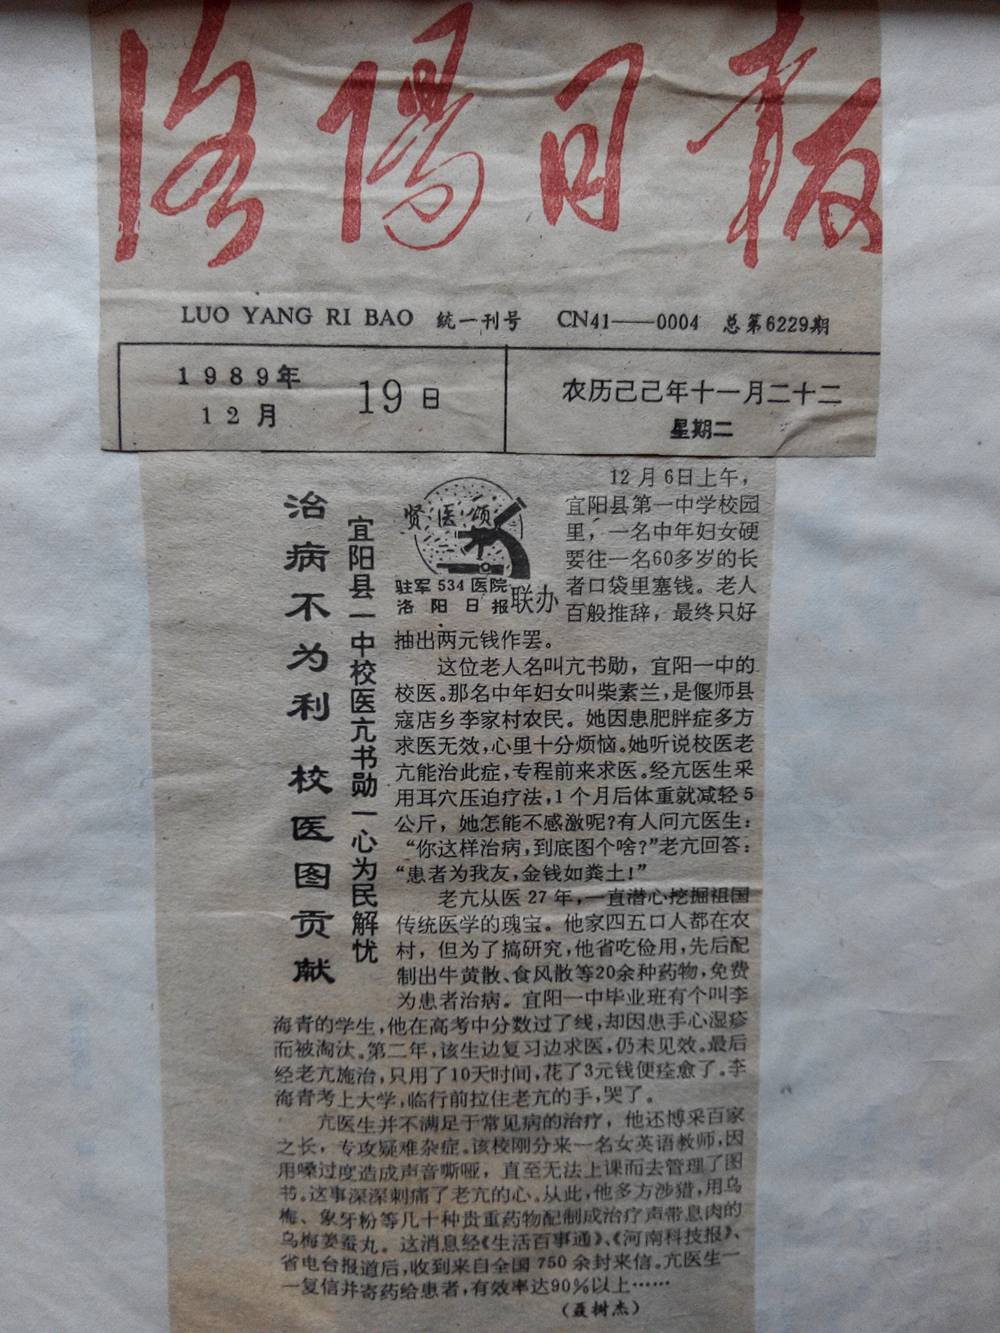 洛陽日報
LUO YANG RI BAO 统一刊号 CN41——0004 总第6229期
1989年
12月
19日
农历己己年十一月二十二
星期二
治病不为利 校医图贡献
宜阳县一中校医亢书勋一心为民解忧
贤医颂
驻军534医院
洛阳日报
联办
12月6日上午，
宜阳县第一中学校园
里，一名中年妇女硬
要往一名60多岁的长
者口袋里塞钱。老人
百般推辞，最终只好
抽出两元钱作罢。
这位老人名叫亢书勋，宜阳一中的
校医。那名中年妇女叫柴素兰，是偃师县
寇店乡李家村农民。她因患肥胖症多方
求医无效，心里十分烦恼。她听说校医老
亢能治此症，专程前来求医。经亢医生采
用耳穴压迫疗法，1个月后体重就减轻5
公斤，她怎能不感激呢？有人问亢医生：
“你这样治病，到底图个啥？”老亢回答：
“患者为我友，金钱如粪土！”
老亢从医27年，一直潜心挖掘祖国
传统医学的瑰宝。他家四五口人都在农
村，但为了搞研究，他省吃俭用，先后配
制出牛黄散、食风散等20余种药物，免费
为患者治病。宜阳一中毕业班有个叫李
海青的学生，他在高考中分数过了线，却因患手心湿疹
而被淘汰。第二年，该生边复习边求医，仍未见效。最后
经老亢施治，只用了10天时间，花了3元钱便痊愈了。李
海青考上大学，临行前拉住老亢的手，哭了。
亢医生并不满足于常见病的治疗，他还博采百家
之长，专攻疑难杂症。该校刚分来一名女英语教师，因
用嗓过度造成声音嘶哑，直至无法上课而去管理了图
书。这事深深刺痛了老亢的心。从此，他多方涉猎，用乌
梅、象牙粉等几十种贵重药物配制成治疗声带息肉的
乌梅姜蚕丸。这消息经《生活百事通》、《河南科技报》、
省电台报道后，收到来自全国750余封来信。亢医生一
一复信并寄药给患者，有效率达90%以上……
（聂树杰）